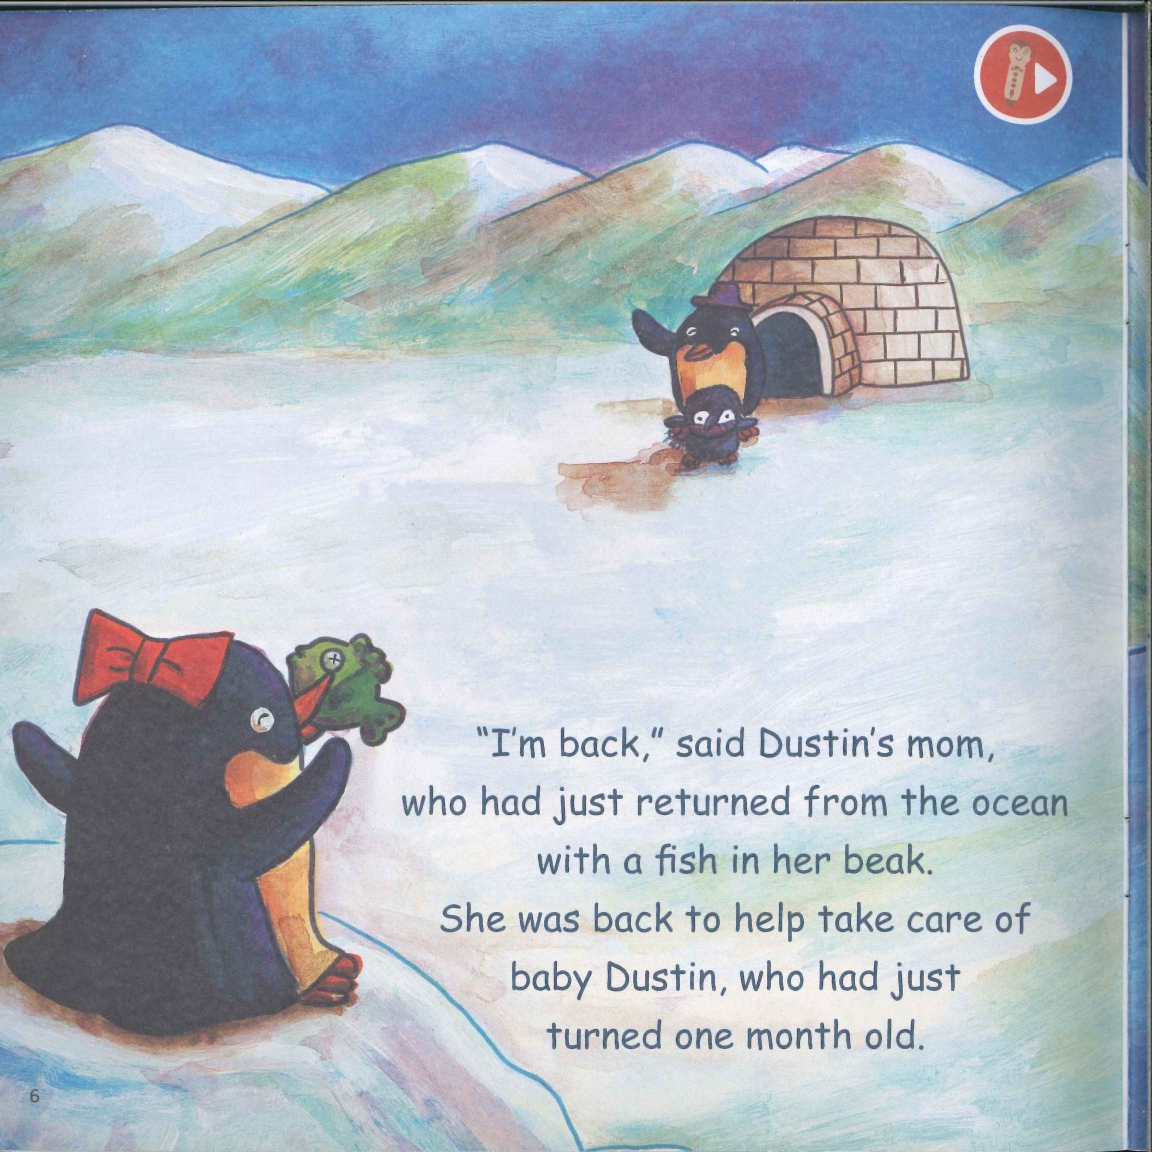 “I’m back,” said Dustin’s mom,
who had just returned from the ocean
with a fish in her beak.
She was back to help take care of
baby Dustin, who had just
turned one month old.
6